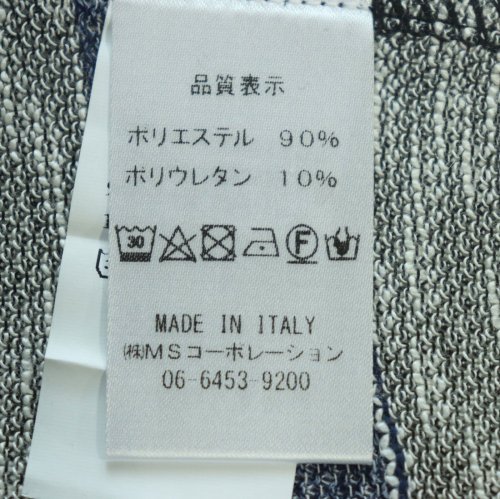 品質表示
ポリエステル 90%
ポリウレタン 10%
30 F
MADE IN ITALY
㈱MSコーポレーション
06-6453-9200